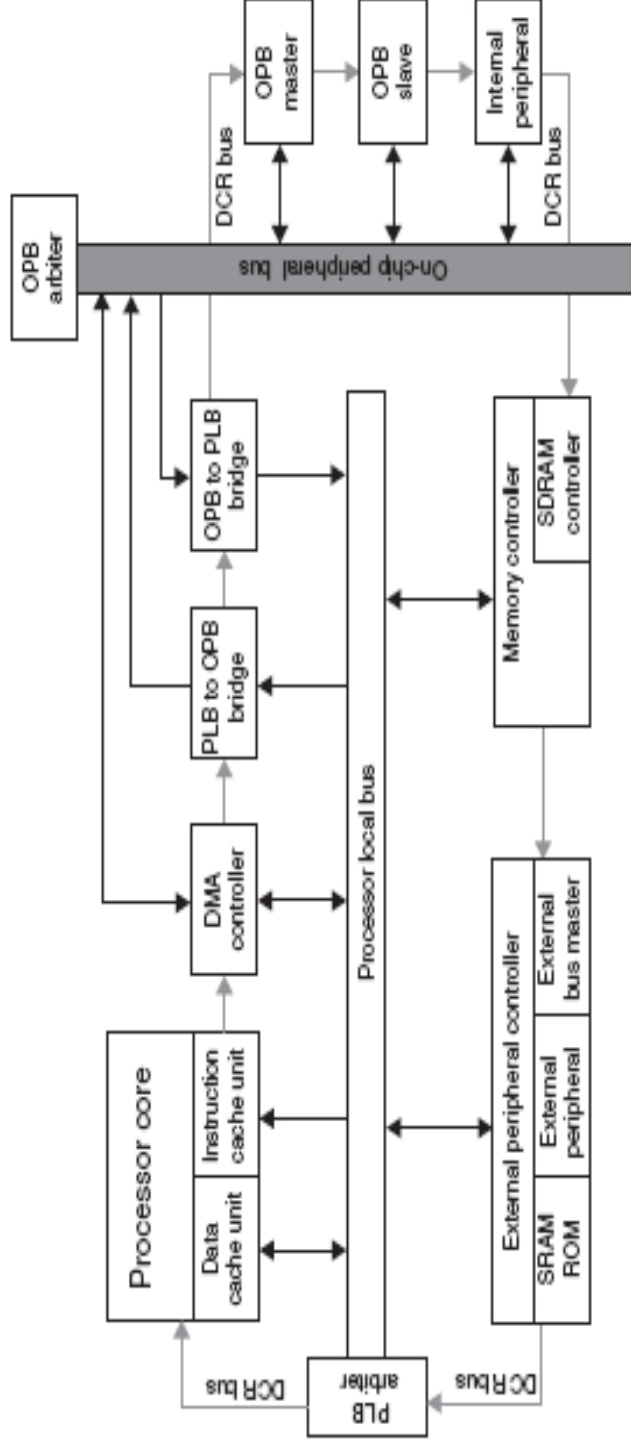 OPB
arbiter
Processor core
Data
cache unit
Instruction
cache unit
DMA
controller
PLB to OPB
bridge
OPB to PLB
bridge
DCR bus
OPB
master
OPB
slave
Internal
peripheral
DCR bus
On-chip peripheral bus
DCR bus
PLB
arbiter
Processor local bus
DCR bus
External peripheral controller
SRAM
ROM
External
peripheral
External
bus master
Memory controller
SDRAM
controller